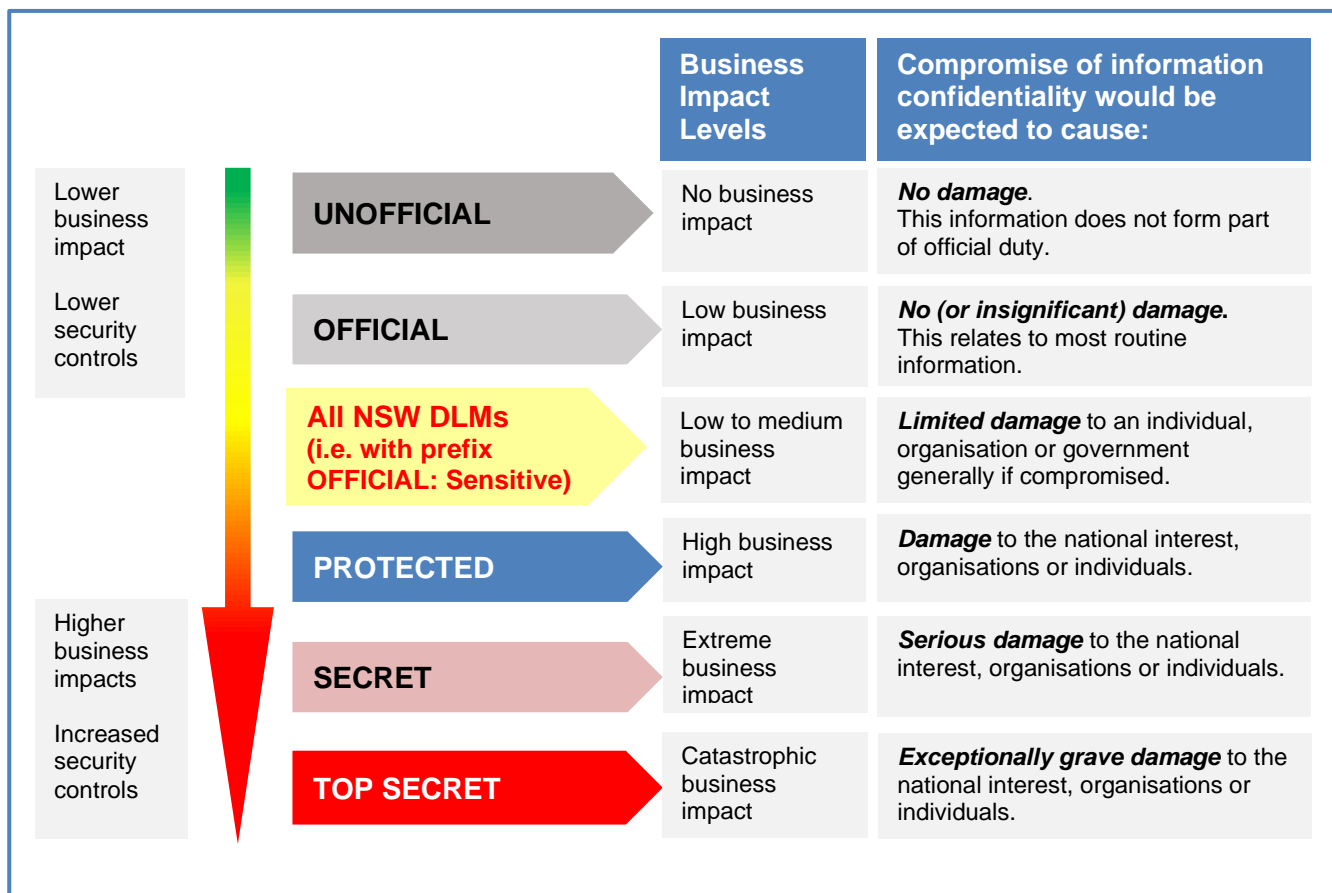 Business
Impact
Levels
Compromise of information
confidentiality would be
expected to cause:
Lower
business
impact
Lower
security
controls
UNOFFICIAL
No business
impact
No damage.
This information does not form part
of official duty.
OFFICIAL
Low business
impact
No (or insignificant) damage.
This relates to most routine
information.
All NSW DLMs
(i.e. with prefix
OFFICIAL: Sensitive)
Low to medium
business
impact
Limited damage to an individual,
organisation or government
generally if compromised.
PROTECTED
High business
impact
Damage to the national interest,
organisations or individuals.
Higher
business
impacts
Increased
security
controls
SECRET
Extreme
business
impact
Serious damage to the national
interest, organisations or individuals.
TOP SECRET
Catastrophic
business
impact
Exceptionally grave damage to the
national interest, organisations or
individuals.